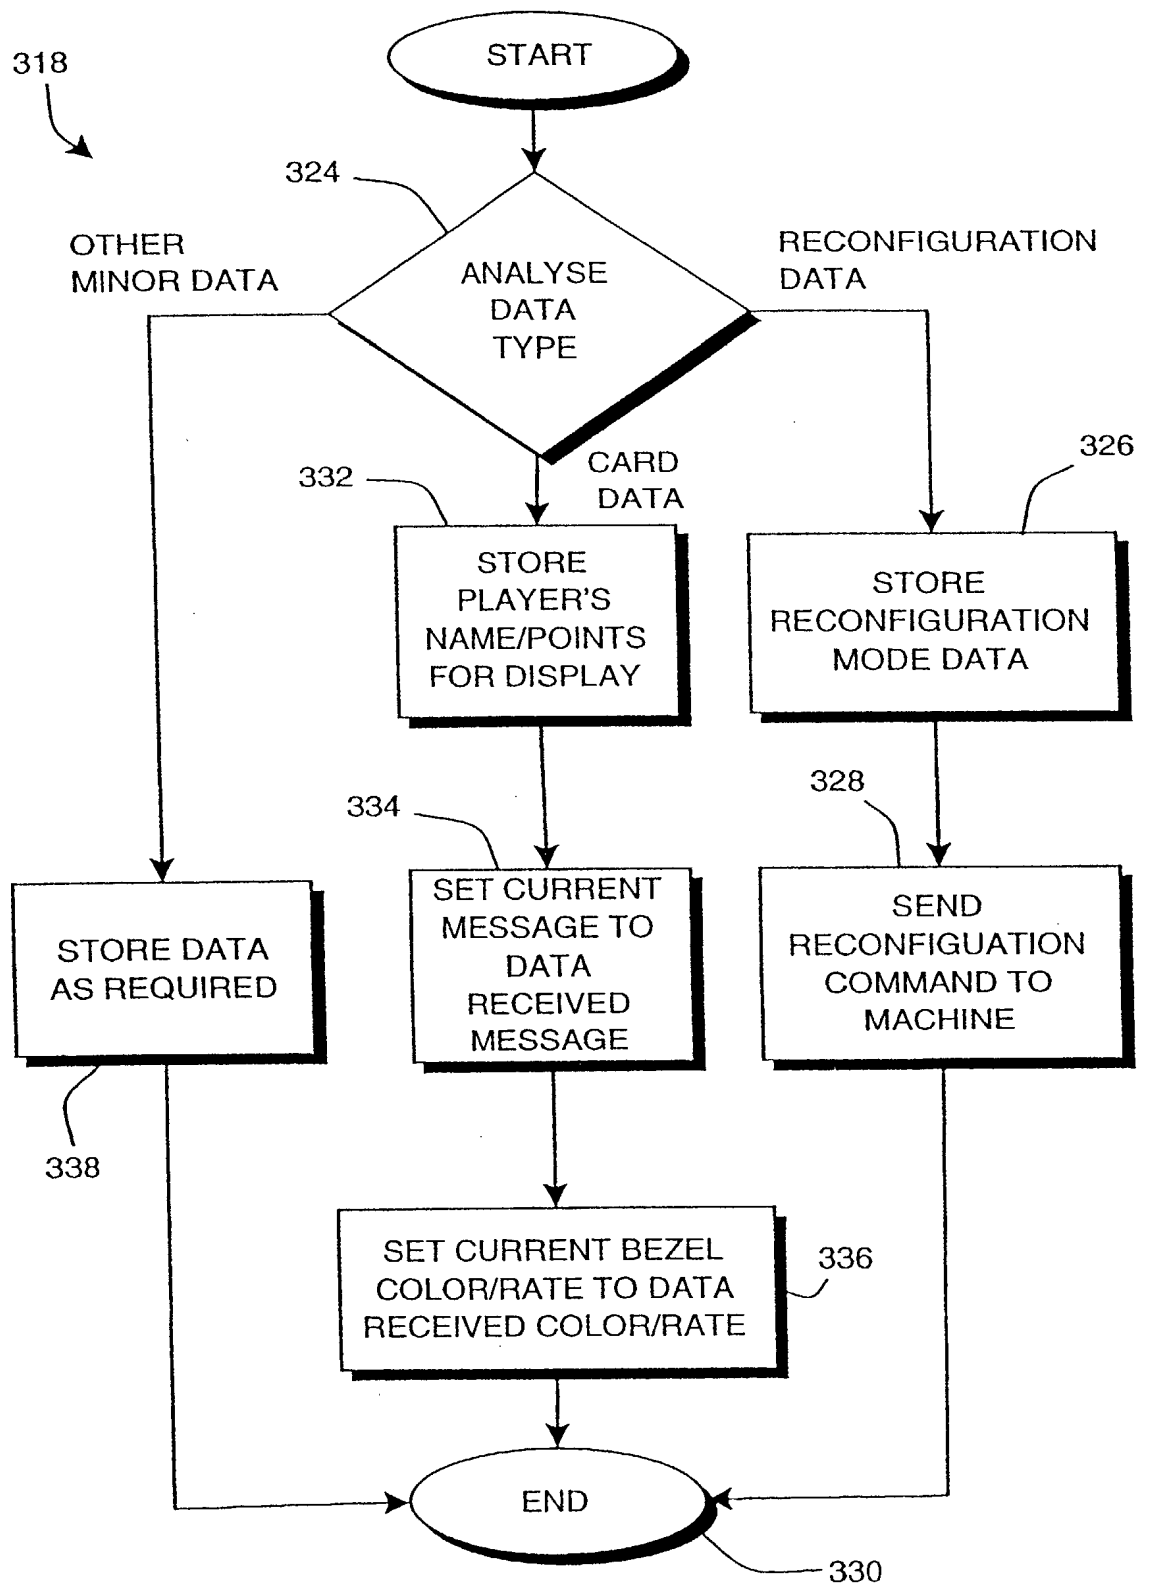 START
318
324
OTHER
MINOR DATA
ANALYSE
DATA
TYPE
RECONFIGURATION
DATA
332
CARD
DATA
326
STORE
PLAYER'S
NAME/POINTS
FOR DISPLAY
STORE
RECONFIGURATION
MODE DATA
334
328
STORE DATA
AS REQUIRED
SET CURRENT
MESSAGE TO
DATA
RECEIVED
MESSAGE
SEND
RECONFIGUATION
COMMAND TO
MACHINE
338
SET CURRENT BEZEL
COLOR/RATE TO DATA
RECEIVED COLOR/RATE
336
END
330